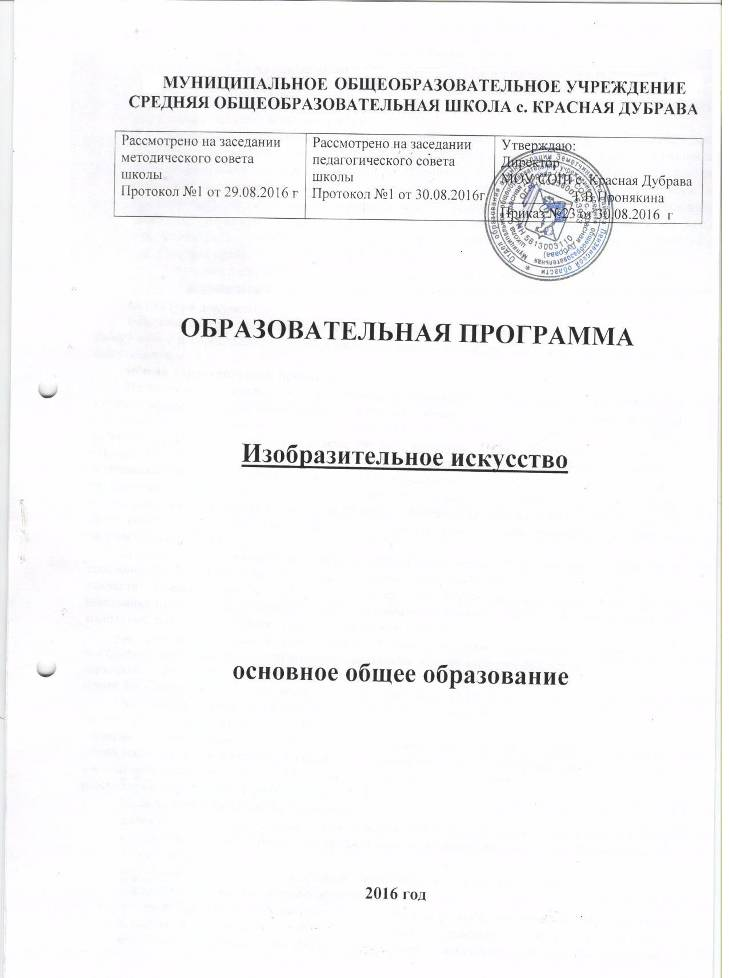 МУНИЦИПАЛЬНОЕ ОБЩЕОБРАЗОВАТЕЛЬНОЕ УЧРЕЖДЕНИЕ
СРЕДНЯЯ ОБЩЕОБРАЗОВАТЕЛЬНАЯ ШКОЛА с. КРАСНАЯ ДУБРАВА
Рассмотрено на заседании
методического совета
школы
Протокол №1 от 29.08.2016 г
Рассмотрено на заседании
педагогического совета
школы
Протокол №1 от 30.08.2016г
Утверждаю:
Директор
МОУ СОШ с. Красная Дубрава
Пронякина
Приказ №23 от 30.08.2016 г
ОБРАЗОВАТЕЛЬНАЯ ПРОГРАММА
Изобразительное искусство
основное общее образование
2016 год